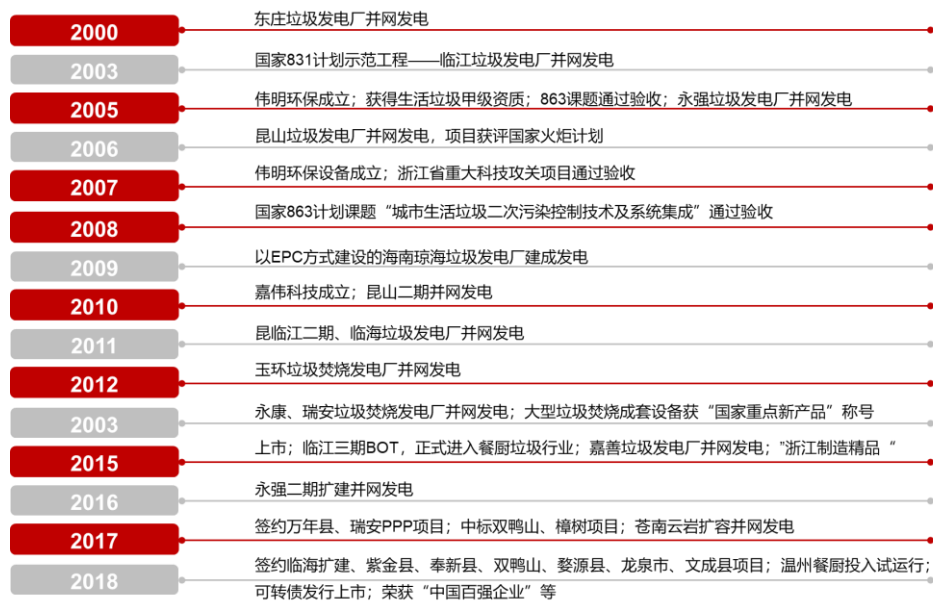 2000
东庄垃圾发电厂并网发电
2003
国家831计划示范工程——临江垃圾发电厂并网发电
2005
伟明环保成立；获得生活垃圾甲级资质；863课题通过验收；永强垃圾发电厂并网发电
2006
昆山垃圾发电厂并网发电，项目获评国家火炬计划
2007
伟明环保设备成立；浙江省重大科技攻关项目通过验收
2008
国家863计划课题“城市生活垃圾二次污染控制技术及系统集成”通过验收
2009
以EPC方式建设的海南琼海垃圾发电厂建成发电
2010
嘉伟科技成立；昆山二期并网发电
2011
昆临江二期、临海垃圾发电厂并网发电
2012
玉环垃圾焚烧发电厂并网发电
2003
永康、瑞安垃圾焚烧发电厂并网发电；大型垃圾焚烧成套设备获“国家重点新产品”称号
2015
上市；临江三期BOT，正式进入餐厨垃圾行业；嘉善垃圾发电厂并网发电；”浙江制造精品“
2016
永强二期扩建并网发电
2017
签约万年县、瑞安PPP项目；中标双鸭山、樟树项目；苍南云岩扩容并网发电
2018
签约临海扩建、紫金县、奉新县、双鸭山、婺源县、龙泉市、文成县项目；温州餐厨投入试运行；
可转债发行上市；荣获“中国百强企业”等